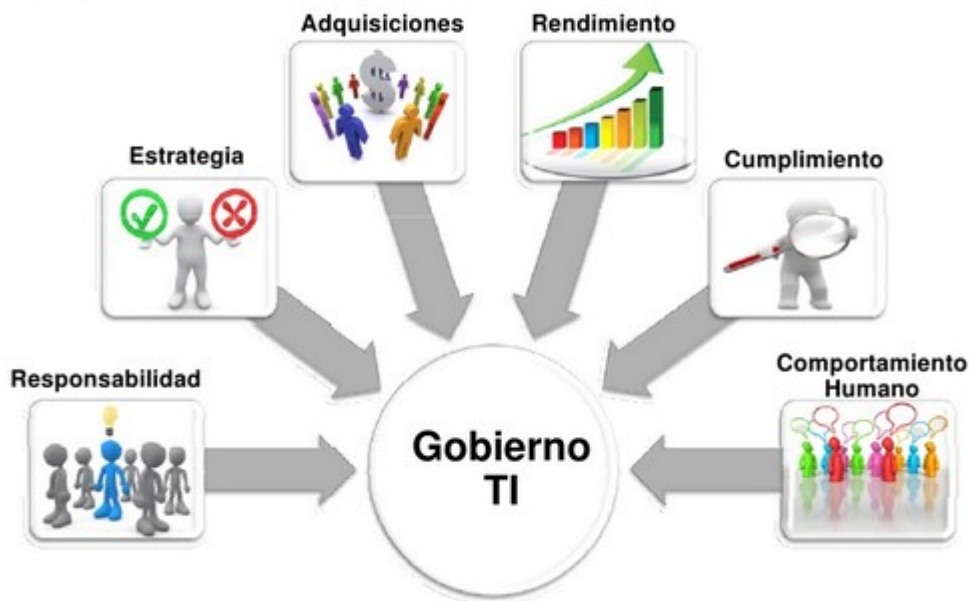 Adquisiciones
Rendimiento
Estrategia
Cumplimiento
Responsabilidad
Comportamiento
Humano
Gobierno
TI